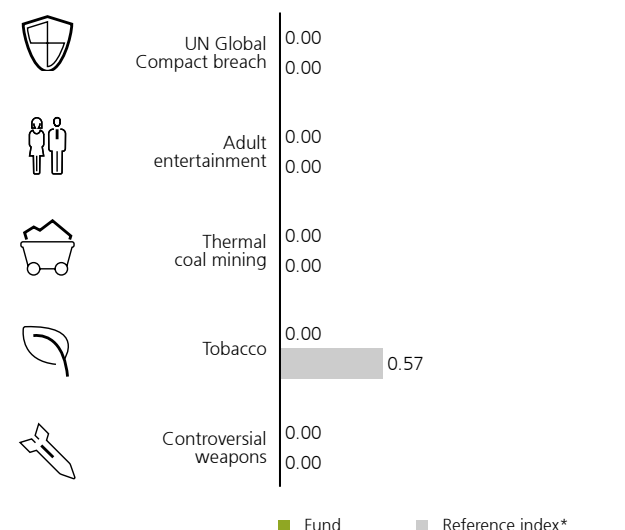 UN Global
Compact breach
0.00
0.00
Adult
entertainment
0.00
0.00
Thermal
coal mining
0.00
0.00
Tobacco
0.00
0.57
Controversial
weapons
0.00
0.00
Fund
Reference index*